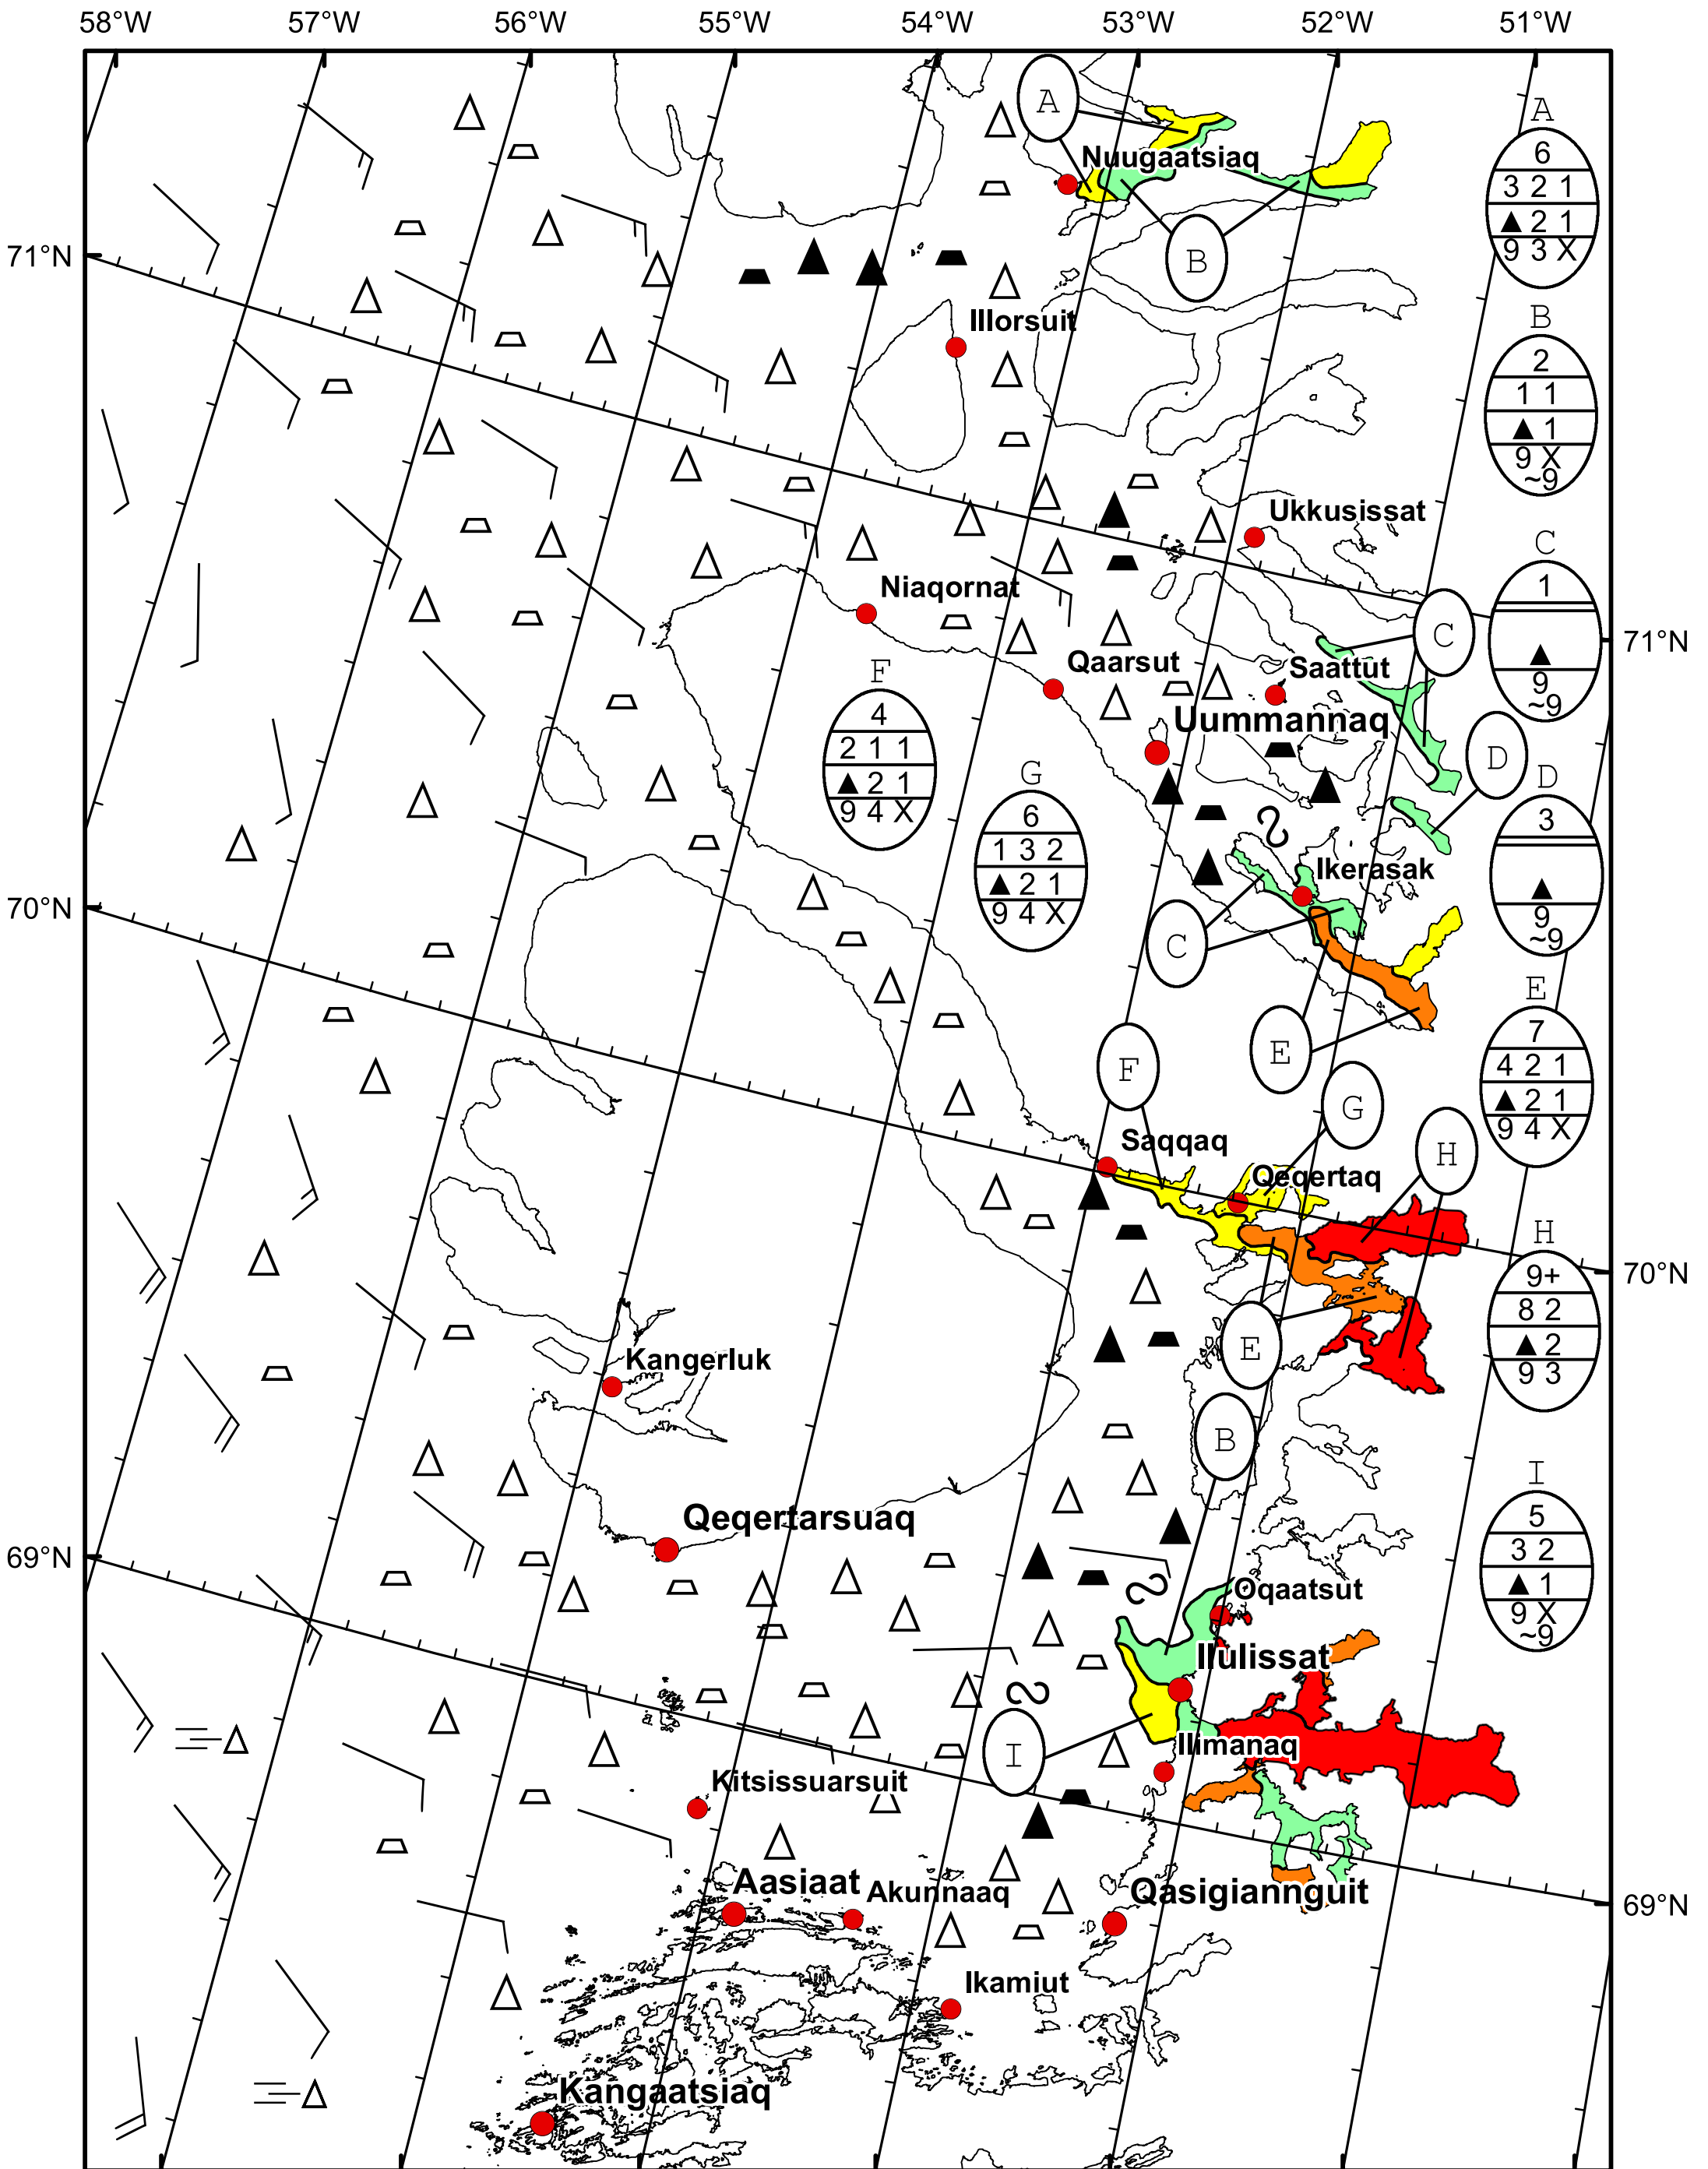 58°W 57°W 56°W 55°W 54°W 53°W 52°W 51°W
A
A
6
3 2 1
▲ 2 1
9 3 X
Nuugaatsiaq
B
71°N
Illorsuit
B
2
1 1
▲ 1
9 X
~9
Ukkusissat
C
1
▲
9
~9
Niaqornat
C
71°N
Qaarsut
Saattut
F
4
2 1 1
▲ 2 1
9 4 X
Uummannaq
D
G
6
1 3 2
▲ 2 1
9 4 X
D
3
▲
9
~9
Ikerasak
70°N
C
E
7
4 2 1
▲ 2 1
9 4 X
E
F
G
H
Saqqaq
Qeqertaq
H
9+
8 2
▲ 2
9 3
70°N
E
Kangerluk
B
I
5
3 2
▲ 1
9 X
~9
Qeqertarsuaq
69°N
Oqaatsut
Ilulissat
I
Ilimanaq
Kitsissuarsuit
Aasiaat
Akunnaaq
Qasigiannguit
69°N
Ikamiut
Kangaatsiaq